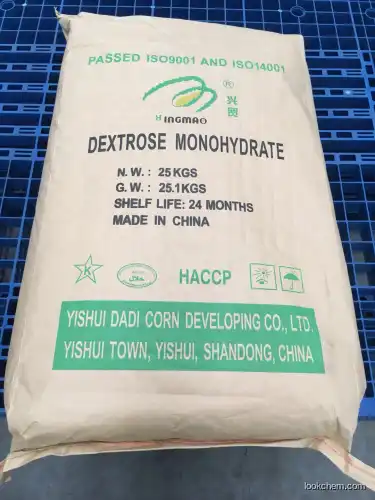 PASSED ISO9001 AND ISO14001
®
兴贸
HINGMAO
DEXTROSE MONOHYDRATE
N.W.: 25KGS
G.W.: 25.1KGS
SHELF LIFE: 24 MONTHS
MADE IN CHINA
K
HACCP
YISHUI DADI CORN DEVELOPING CO., LTD.
YISHUI TOWN, YISHUI, SHANDONG, CHINA
lookchem.com